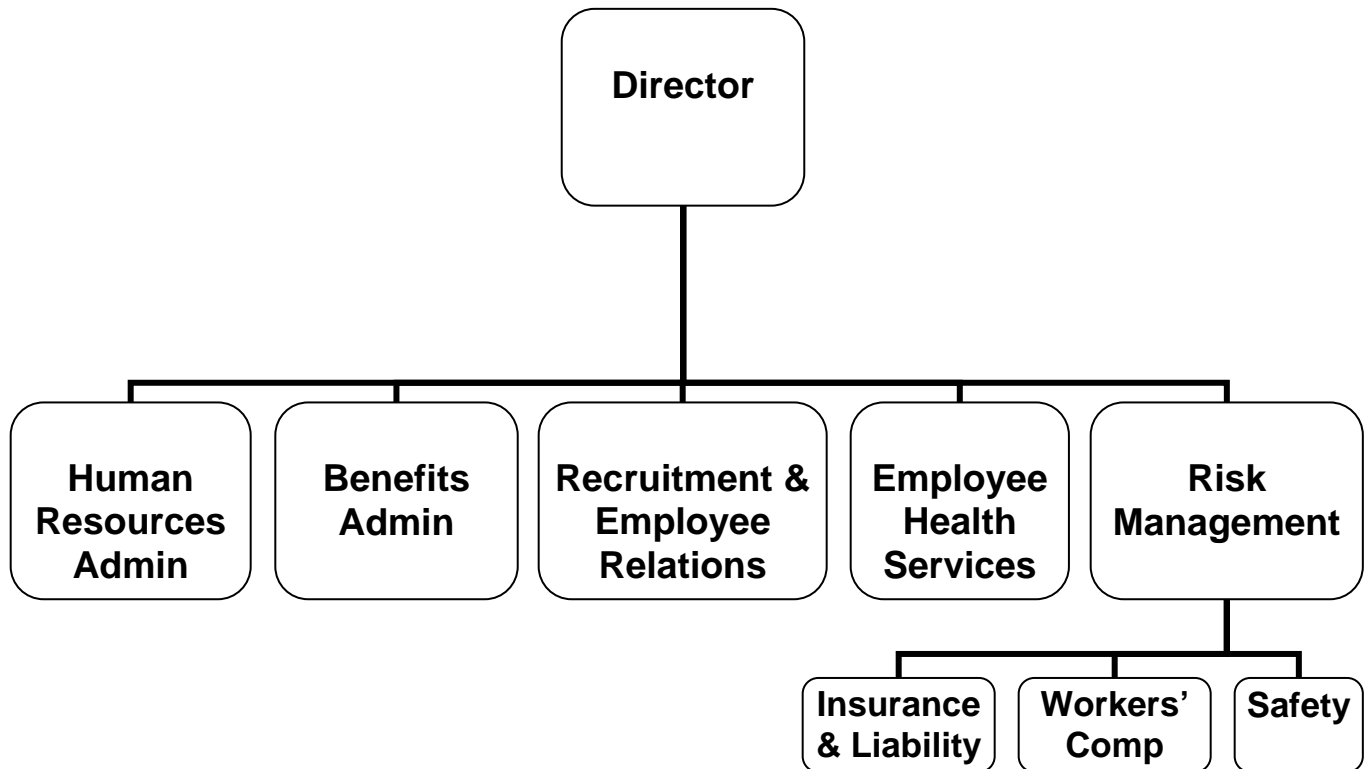 Director
Human
Resources
Admin
Benefits
Admin
Recruitment &
Employee
Relations
Employee
Health
Services
Risk
Management
Insurance
& Liability
Workers’
Comp
Safety